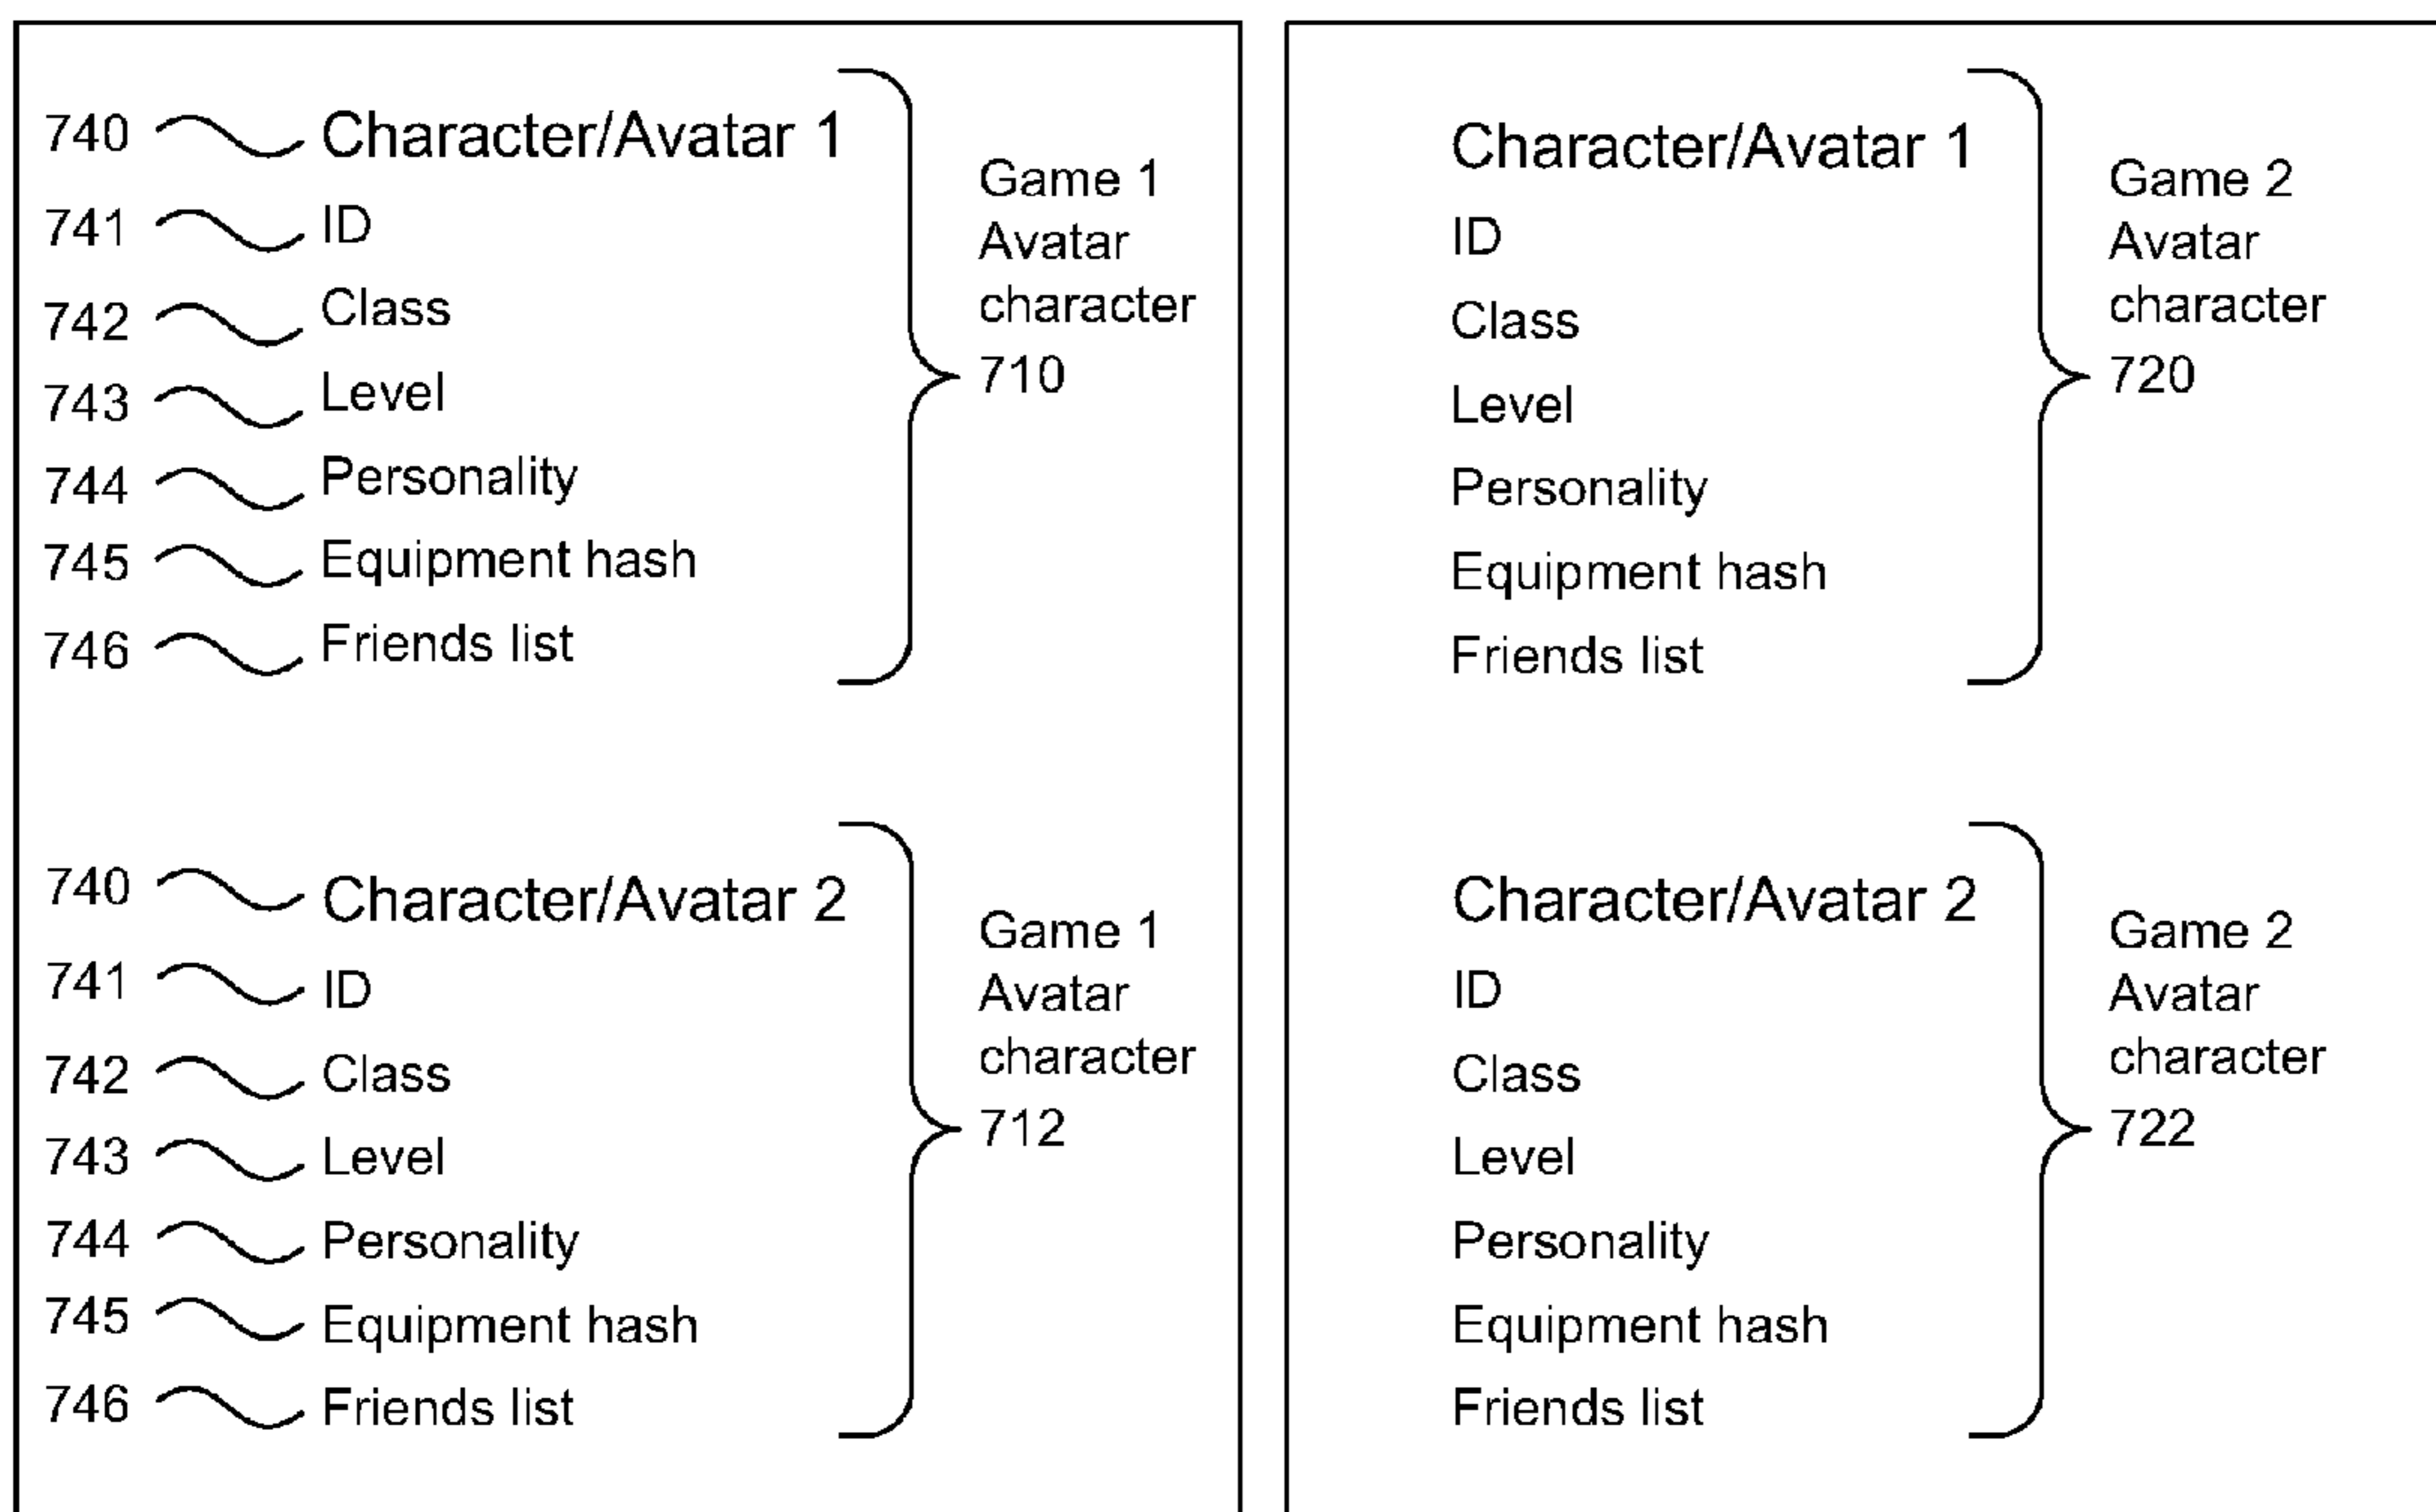 740 Character/Avatar 1
741 ID
742 Class
743 Level
744 Personality
745 Equipment hash
746 Friends list
Game 1
Avatar
character
710
740 Character/Avatar 2
741 ID
742 Class
743 Level
744 Personality
745 Equipment hash
746 Friends list
Game 1
Avatar
character
712
Character/Avatar 1
ID
Class
Level
Personality
Equipment hash
Friends list
Game 2
Avatar
character
720
Character/Avatar 2
ID
Class
Level
Personality
Equipment hash
Friends list
Game 2
Avatar
character
722